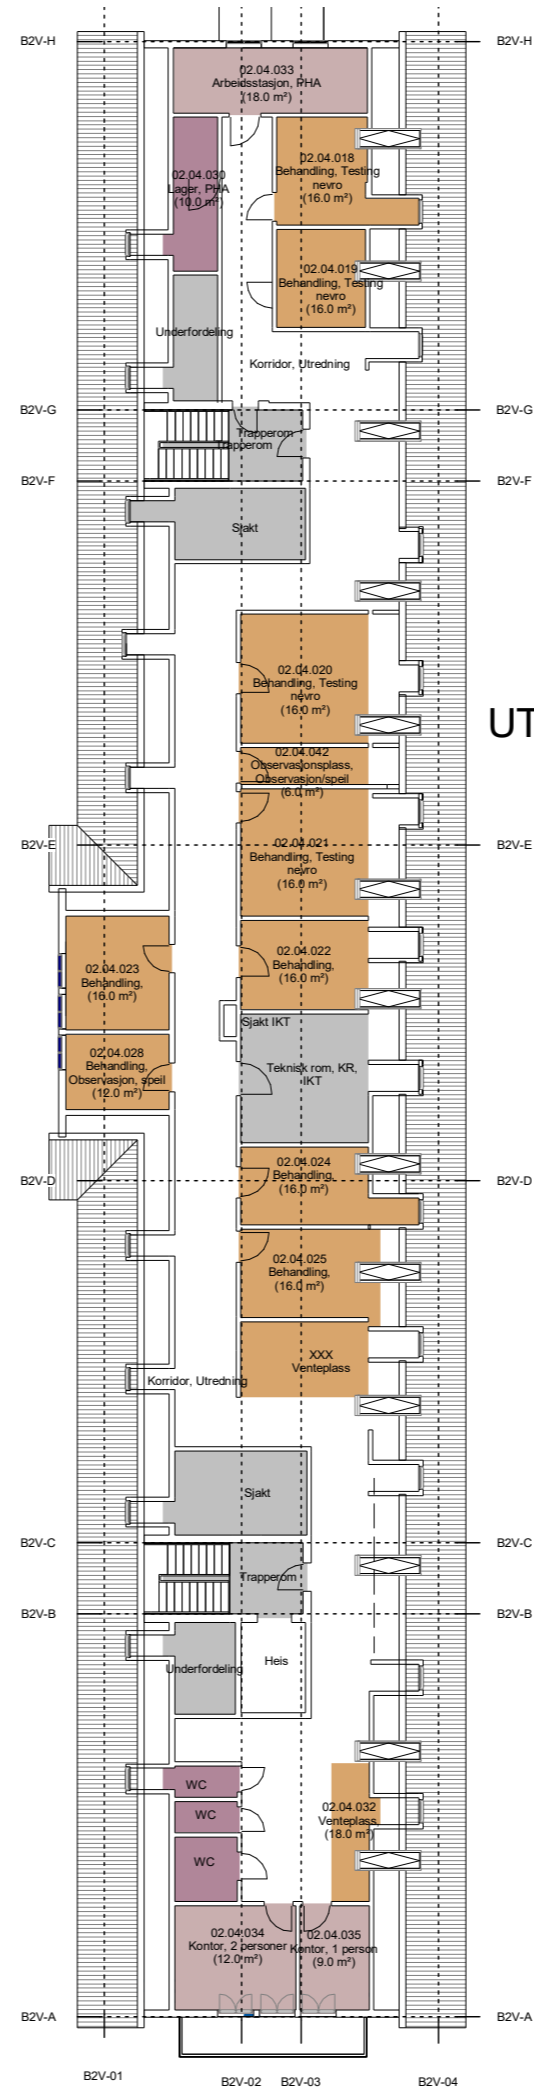 B2V-H
B2V-H
02.04.033
Arbeidsstasjon, PHA
(18.0 m²)
02.04.018
Behandling, Testing
nevro
(16.0 m²)
02.04.030
Lager, PHA
(10.0 m²)
02.04.019
Behandling, Testing
nevro
(16.0 m²)
Underfordeling
Korridor, Utredning
B2V-G
B2V-G
Trapperom
Trapperom
B2V-F
B2V-F
Sjakt
02.04.020
Behandling, Testing
nevro
(16.0 m²)
UT
02.04.042
Observasjonsplass,
Observasjon/speil
(6.0 m²)
B2V-E
B2V-E
02.04.021
Behandling, Testing
nevro
(16.0 m²)
02.04.022
Behandling,
(16.0 m²)
02.04.023
Behandling,
(16.0 m²)
Sjakt IKT
02.04.028
Behandling,
Observasjon, speil
(12.0 m²)
Teknisk rom, KR,
IKT
02.04.024
Behandling,
(16.0 m²)
B2V-D
B2V-D
02.04.025
Behandling,
(16.0 m²)
XXX
Venteplass
Korridor, Utredning
Sjakt
B2V-C
B2V-C
Trapperom
B2V-B
B2V-B
Underfordeling
Heis
WC
WC
WC
02.04.032
Venteplass,
(18.0 m²)
02.04.034
Kontor, 2 personer
(12.0 m²)
02.04.035
Kontor, 1 person
(9.0 m²)
B2V-A
B2V-A
B2V-01
B2V-02
B2V-03
B2V-04